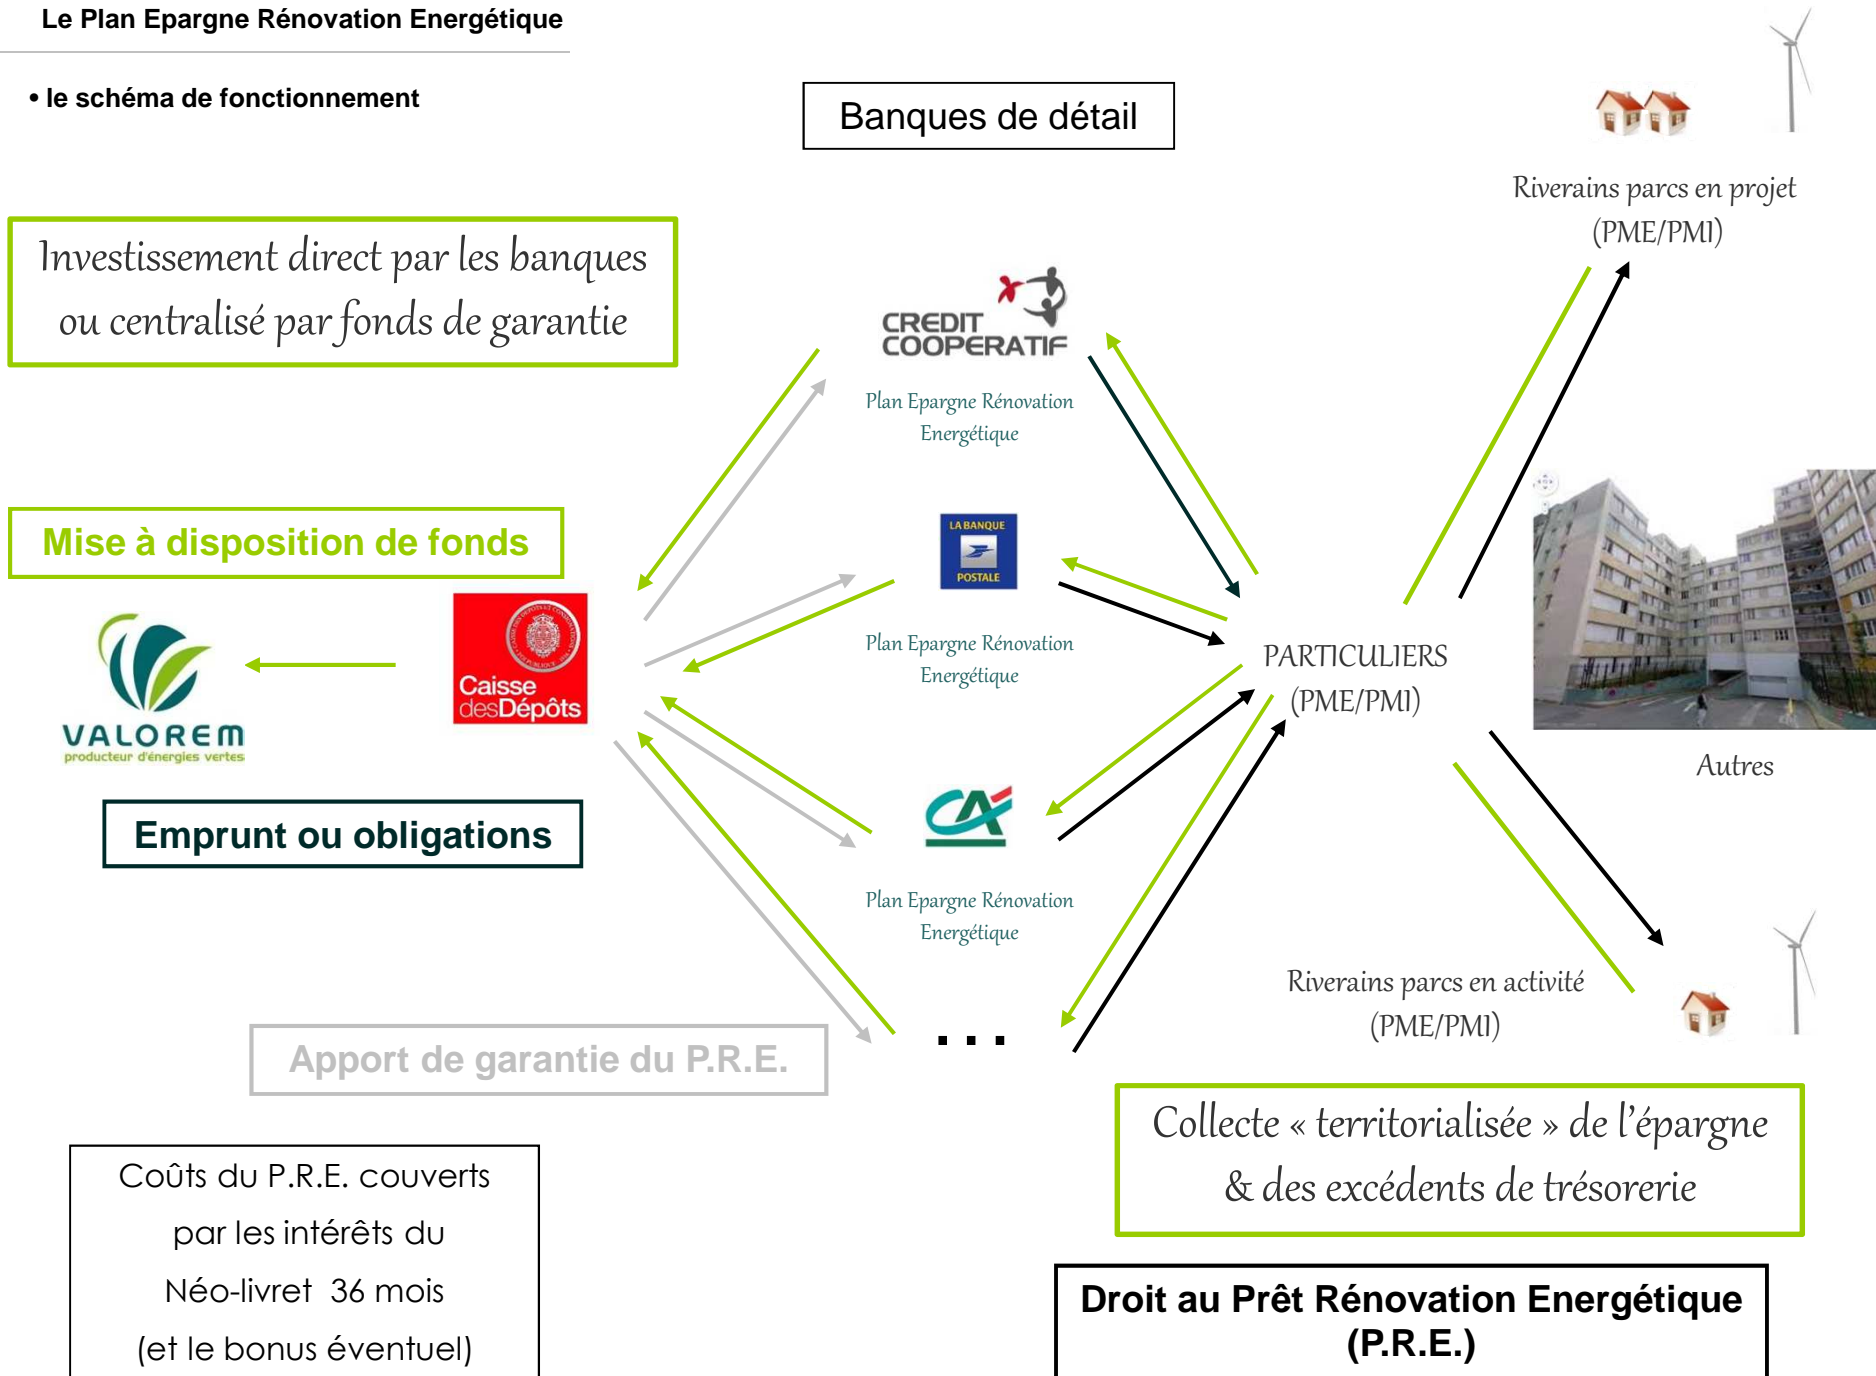 Le Plan Epargne Rénovation Energétique
• le schéma de fonctionnement
Banques de détail
Riverains parcs en projet
(PME/PMI)
Investissement direct par les banques
ou centralisé par fonds de garantie
CREDIT
COOPERATIF
Plan Epargne Rénovation
Energétique
Mise à disposition de fonds
LA BANQUE
POSTALE
Plan Epargne Rénovation
Energétique
VALOREM
producteur d'énergies vertes
Caisse
desDépôts
PARTICULIERS
(PME/PMI)
Autres
Emprunt ou obligations
CA
Plan Epargne Rénovation
Energétique
Riverains parcs en activité
(PME/PMI)
...
Apport de garantie du P.R.E.
Collecte « territorialisée » de l'épargne
& des excédents de trésorerie
Coûts du P.R.E. couverts
par les intérêts du
Néo-livret 36 mois
(et le bonus éventuel)
Droit au Prêt Rénovation Energétique
(P.R.E.)